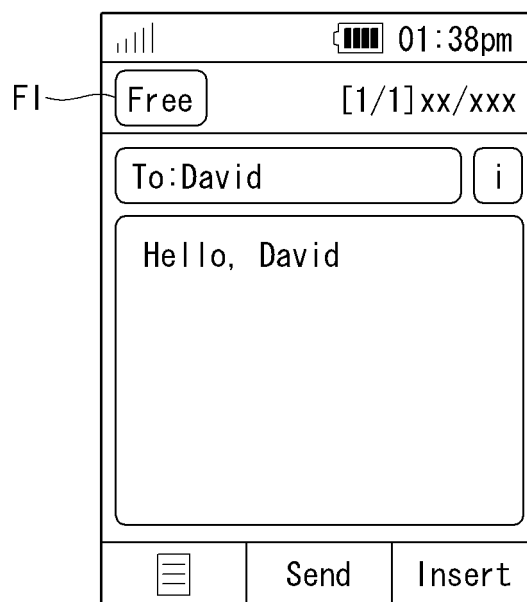 01:38pm
FI Free [1/1]xx/xxx
To:David i
Hello, David
Send Insert